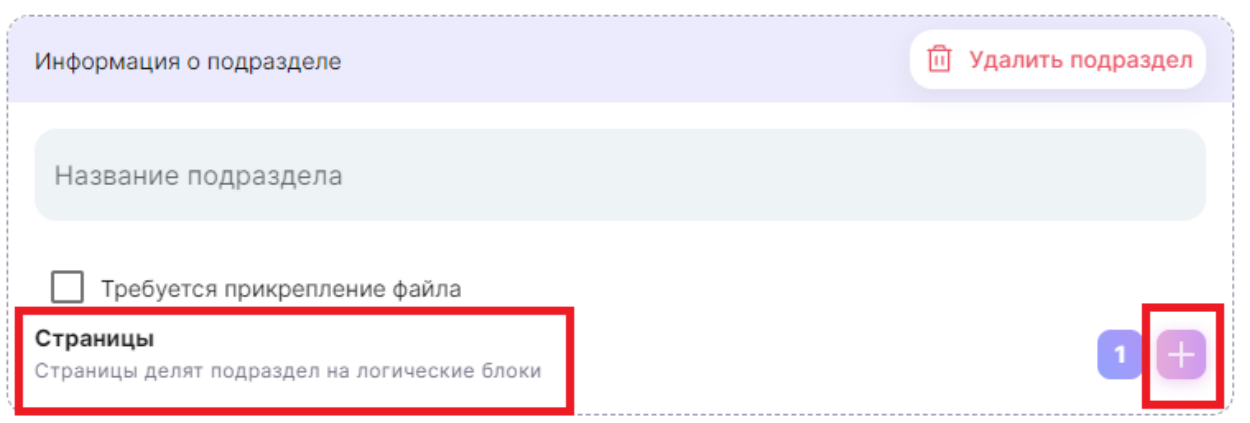 Информация о подразделе
Удалить подраздел
Название подраздела
Требуется прикрепление файла
Страницы
1 +
Страницы делят подраздел на логические блоки